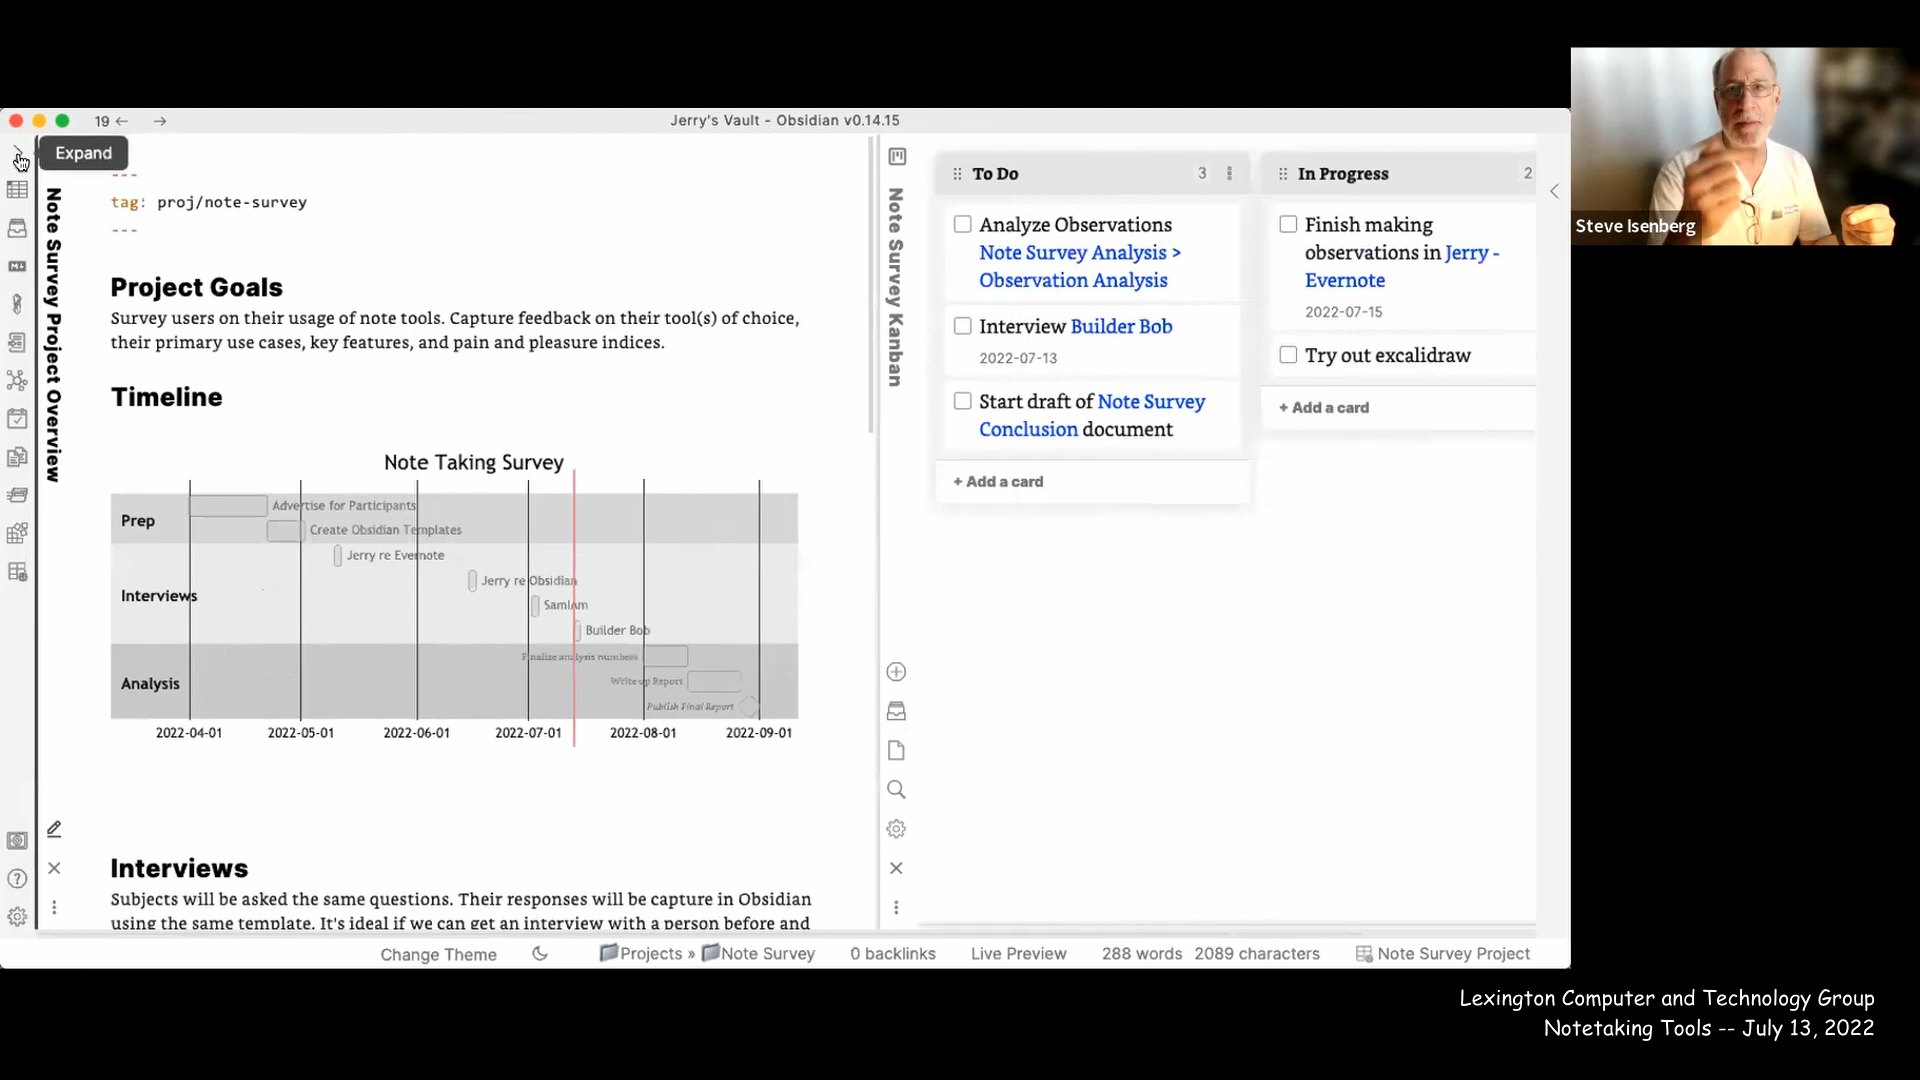 19
Jerry's Vault - Obsidian v0.14.15
Expand
Note Survey Project Overview
---
tag: proj/note-survey
---
Project Goals
Survey users on their usage of note tools. Capture feedback on their tool(s) of choice,
their primary use cases, key features, and pain and pleasure indices.
Timeline
Note Taking Survey
Prep
Advertise for Participants
Create Obsidian Templates
Interviews
Jerry re Evernote
Jerry re Obsidian
SamIAm
Builder Bob
Analysis
Finalize analysis numbers
Write up Report
Publish Final Report
2022-04-01
2022-05-01
2022-06-01
2022-07-01
2022-08-01
2022-09-01
Interviews
Subjects will be asked the same questions. Their responses will be capture in Obsidian
using the same template. It's ideal if we can get an interview with a person before and
Note Survey Kanban
To Do
3
Analyze Observations
Note Survey Analysis >
Observation Analysis
Interview Builder Bob
2022-07-13
Start draft of Note Survey
Conclusion document
+ Add a card
In Progress
2
Finish making
observations in Jerry -
Evernote
2022-07-15
Try out excalidraw
+ Add a card
Change Theme
Projects » Note Survey
0 backlinks
Live Preview
288 words
2089 characters
Note Survey Project
Steve Isenberg
Lexington Computer and Technology Group
Notetaking Tools -- July 13, 2022